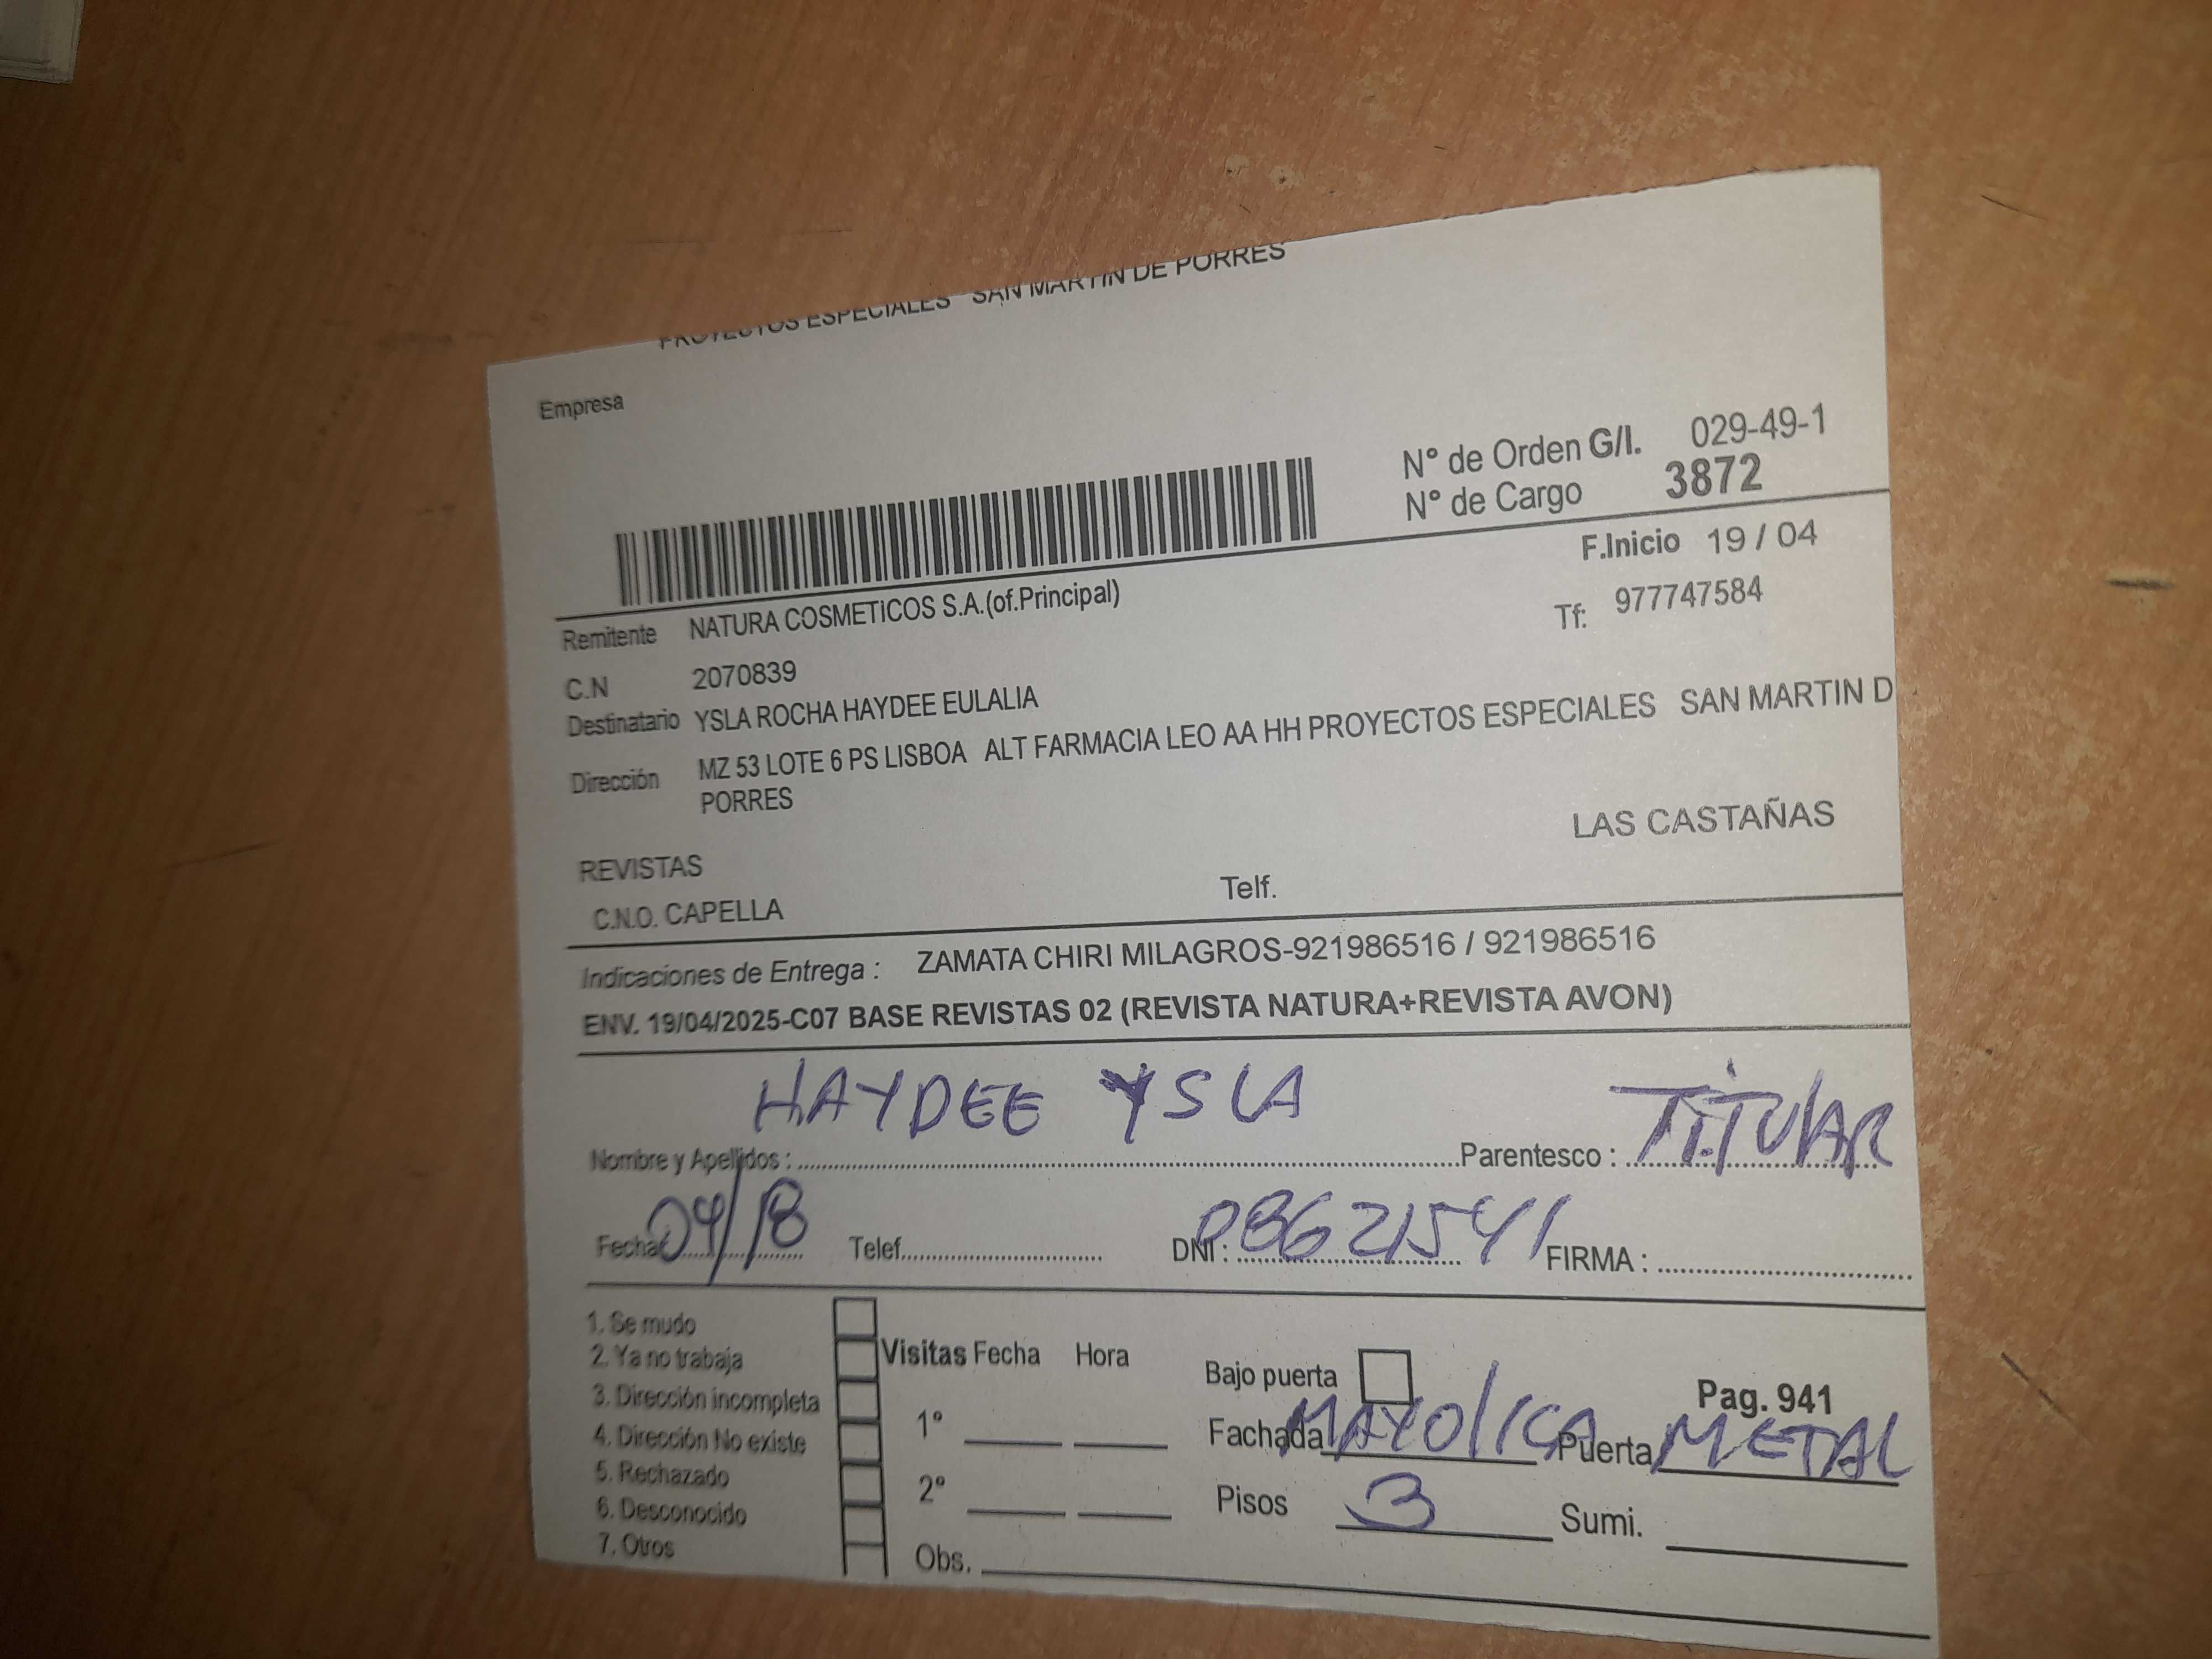 PROYECTOS ESPECIALES SAN MARTIN DE PORRES
Empresa
N° de Orden G/I. 029-49-1
N° de Cargo 3872
F.Inicio 19 / 04
Remitente NATURA COSMETICOS S.A.(of.Principal)
Tf: 977747584
C.N 2070839
Destinatario YSLA ROCHA HAYDEE EULALIA
Dirección MZ 53 LOTE 6 PS LISBOA ALT FARMACIA LEO AA HH PROYECTOS ESPECIALES SAN MARTIN D
PORRES
LAS CASTAÑAS
REVISTAS
C.N.O. CAPELLA Telf.
Indicaciones de Entrega : ZAMATA CHIRI MILAGROS-921986516 / 921986516
ENV. 19/04/2025-C07 BASE REVISTAS 02 (REVISTA NATURA+REVISTA AVON)
Nombre y Apellidos : HAYDEE YSLA Parentesco : TITULAR
Fecha: 04/18 Telef. DNI : 08621541 FIRMA :
1. Se mudo
2. Ya no trabaja
3. Dirección incompleta
4. Dirección No existe
5. Rechazado
6. Desconocido
7. Otros
Visitas Fecha Hora
1°
2°
Obs.
Bajo puerta
Pag. 941
Fachada MAYOLICA Puerta METAL
Pisos 3 Sumi.